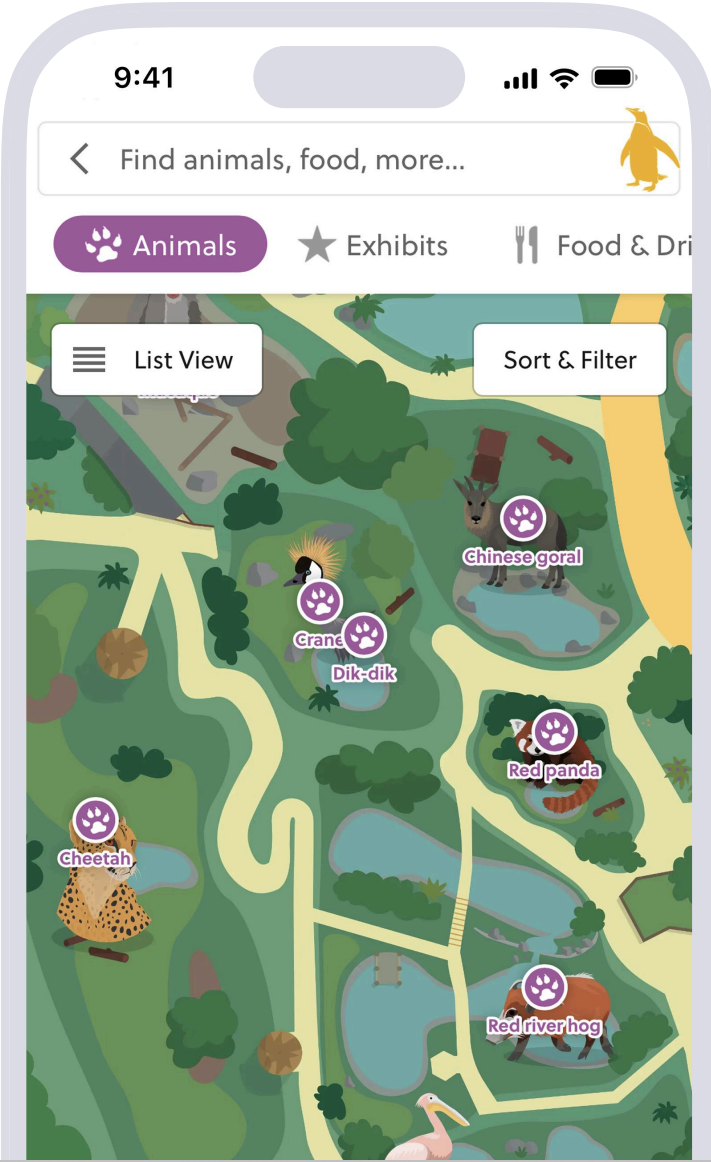 9:41
Find animals, food, more...
Animals
Exhibits
Food & Dri
List View
Sort & Filter
Chinese goral
Crane
Dik-dik
Red panda
Cheetah
Red river hog